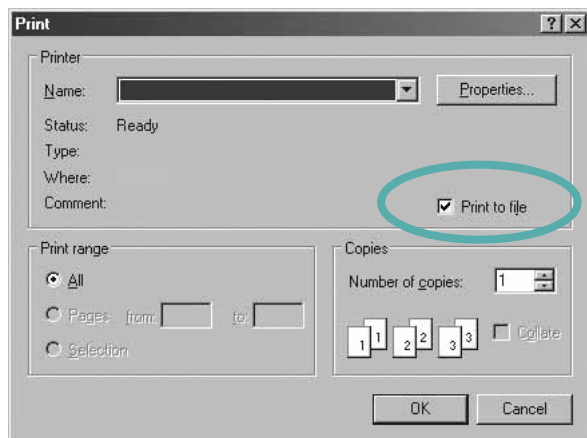 Print
Printer
Name:
Properties...
Status: Ready
Type:
Where:
Comment:
Print to file
Print range
All
Pages from: to:
Selection
Copies
Number of copies: 1
1 1 2 2 3 3
Collate
OK Cancel